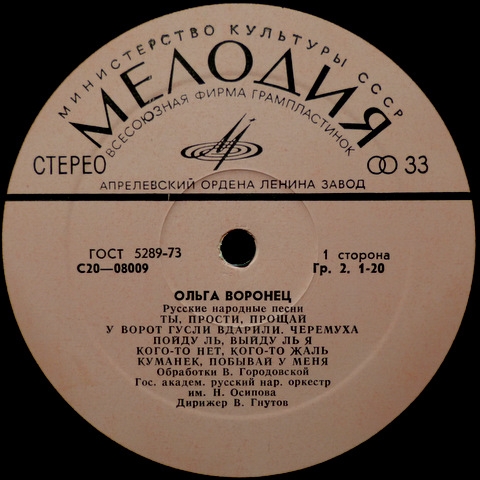 МИНИСТЕРСТВО КУЛЬТУРЫ СССР
МЕЛОДИЯ
ВСЕСОЮЗНАЯ ФИРМА ГРАМПЛАСТИНОК
СТЕРЕО 33
АПРЕЛЕВСКИЙ ОРДЕНА ЛЕНИНА ЗАВОД
ГОСТ 5289-73 1 сторона
С20—08009 Гр. 2. 1-20
ОЛЬГА ВОРОНЕЦ
Русские народные песни
ТЫ, ПРОСТИ, ПРОЩАЙ
У ВОРОТ ГУСЛИ ВДАРИЛИ. ЧЕРЕМУХА
ПОЙДУ ЛЬ, ВЫЙДУ ЛЬ Я
КОГО-ТО НЕТ, КОГО-ТО ЖАЛЬ
КУМАНЕК, ПОБЫВАЙ У МЕНЯ
Обработки В. Городовской
Гос. академ. русский нар. оркестр
им. Н. Осипова
Дирижер В. Гнутов